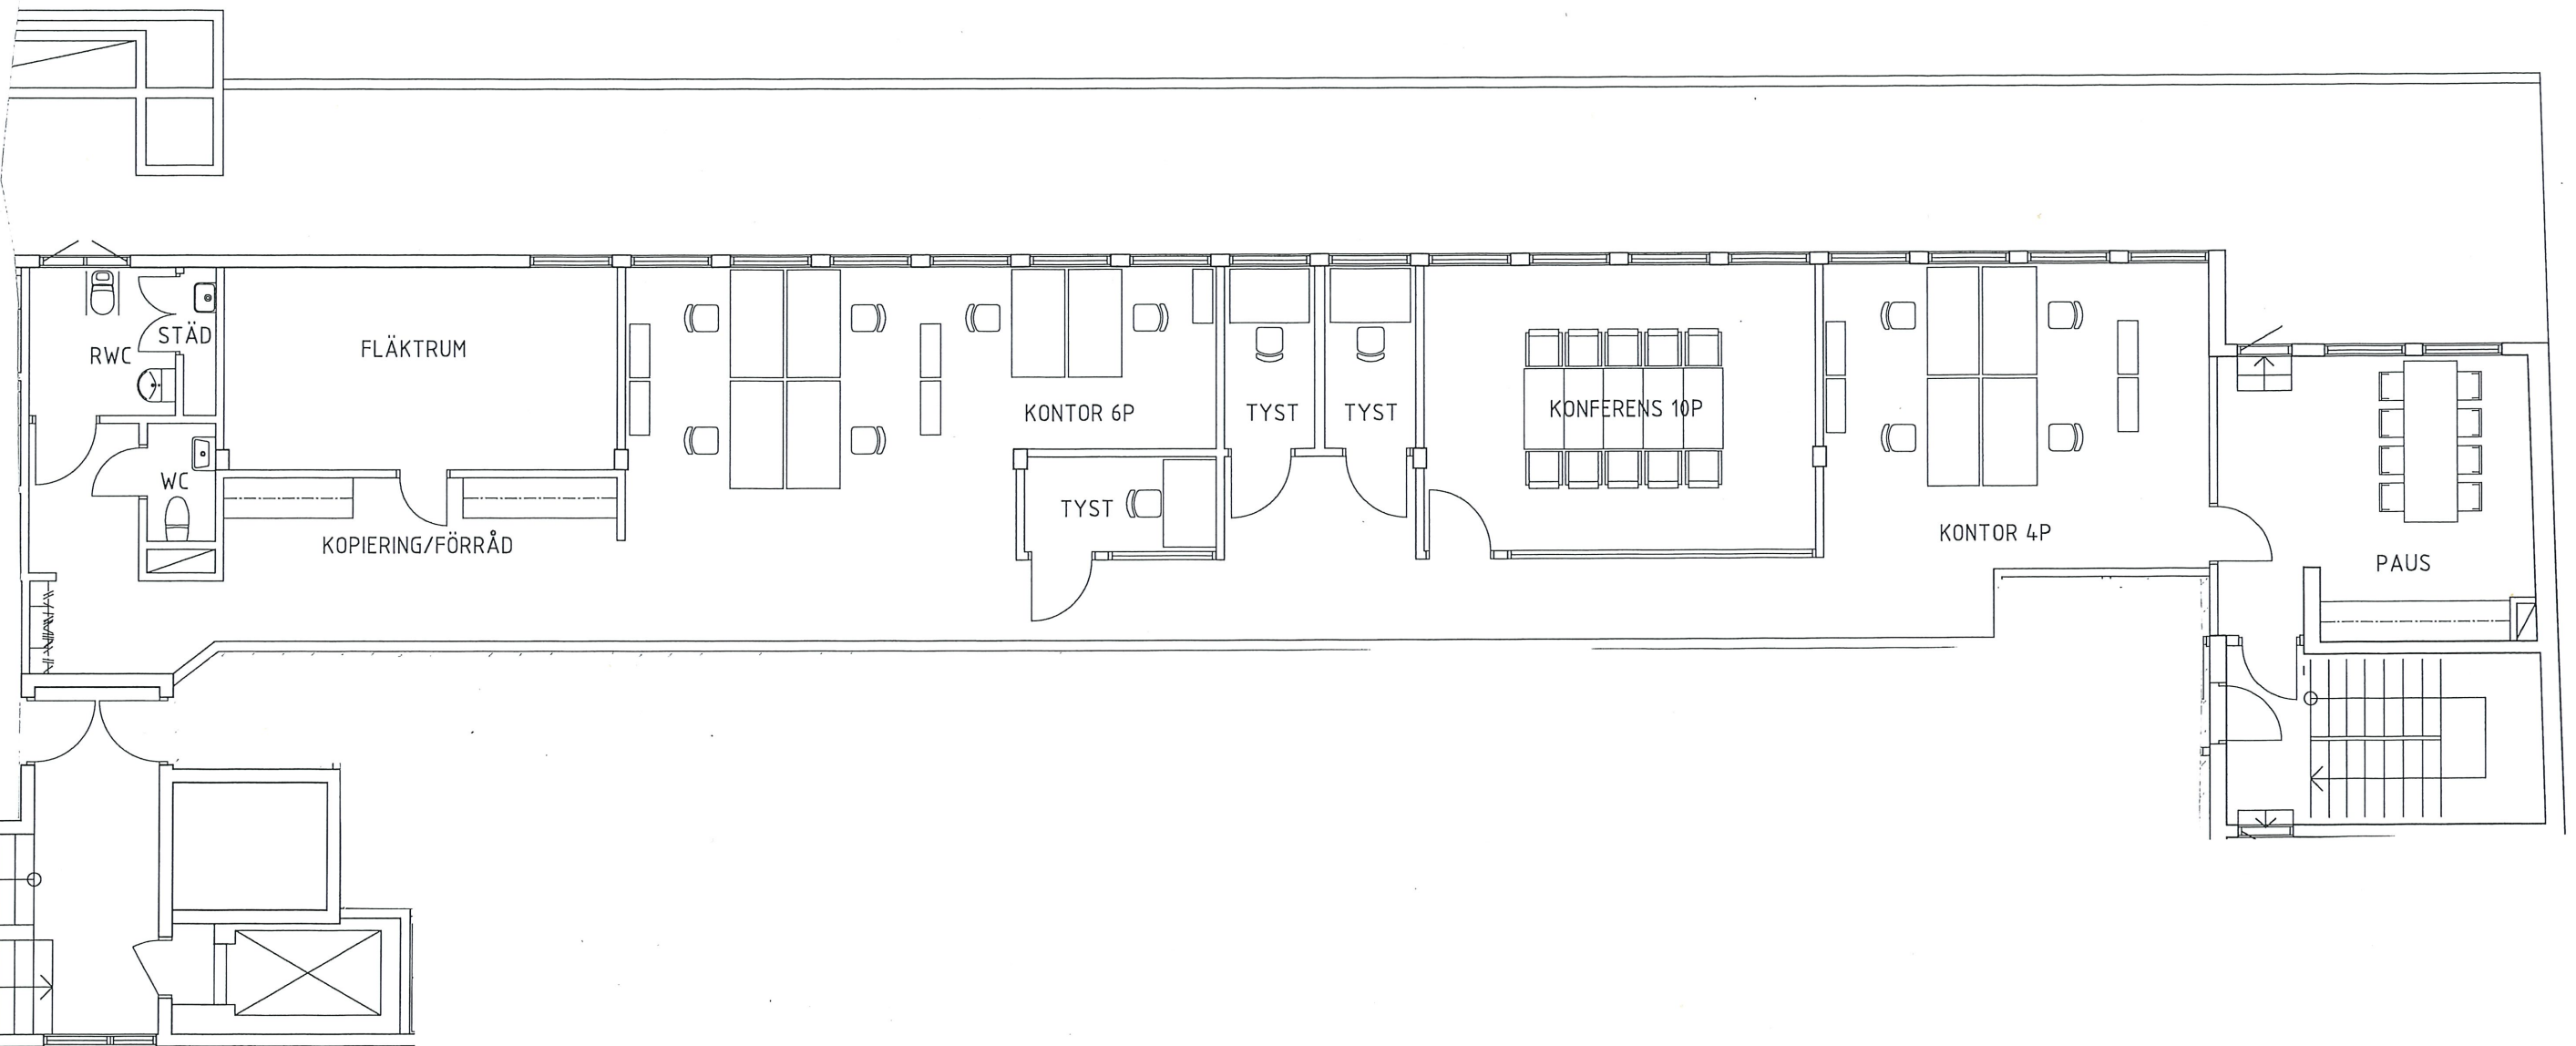 STÄD
RWC
FLÄKTRUM
WC
KOPIERING/FÖRRÅD
KONTOR 6P
TYST
TYST
TYST
KONFERENS 10P
KONTOR 4P
PAUS